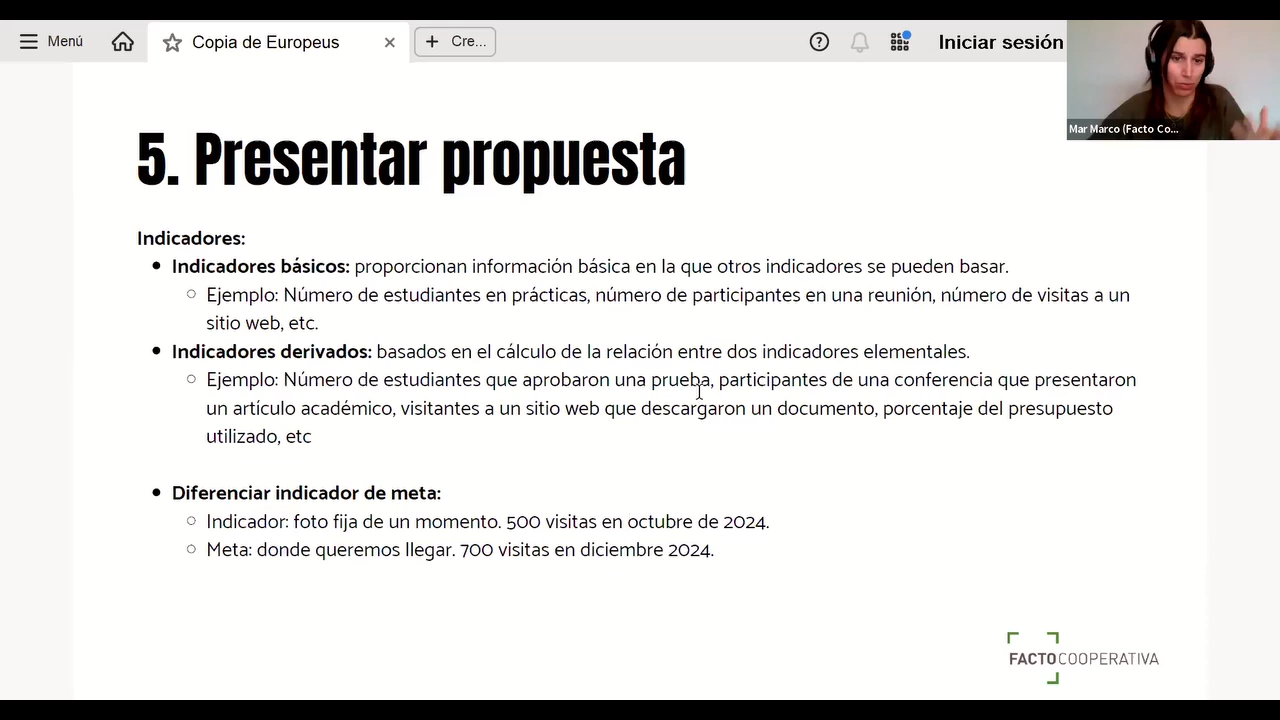 Menú
Copia de Europeus
Cre...
Iniciar sesión
Mar Marco (Facto Co...
5. Presentar propuesta
Indicadores:
Indicadores básicos: proporcionan información básica en la que otros indicadores se pueden basar.
Ejemplo: Número de estudiantes en prácticas, número de participantes en una reunión, número de visitas a un
sitio web, etc.
Indicadores derivados: basados en el cálculo de la relación entre dos indicadores elementales.
Ejemplo: Número de estudiantes que aprobaron una prueba, participantes de una conferencia que presentaron
un artículo académico, visitantes a un sitio web que descargaron un documento, porcentaje del presupuesto
utilizado, etc
Diferenciar indicador de meta:
Indicador: foto fija de un momento. 500 visitas en octubre de 2024.
Meta: donde queremos llegar. 700 visitas en diciembre 2024.
FACTOCOOPERATIVA